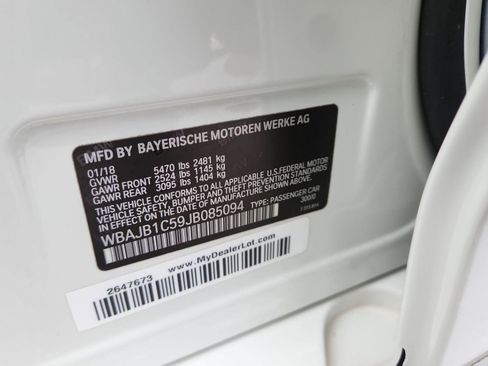 MFD BY BAYERISCHE MOTOREN WERKE AG
01/18
GVWR 5470 lbs 2481 kg
GAWR FRONT 2524 lbs 1145 kg
GAWR REAR 3095 lbs 1404 kg
THIS VEHICLE CONFORMS TO ALL APPLICABLE U.S.FEDERAL MOTOR
VEHICLE SAFETY, BUMPER, AND THEFT PREVENTION STANDARDS IN
EFFECT ON THE DATE OF MANUFACTURE SHOWN ABOVE.
WBAJB1C59JB085094 TYPE: PASSENGER CAR
300/0
www.MyDealerLot.com
2647673